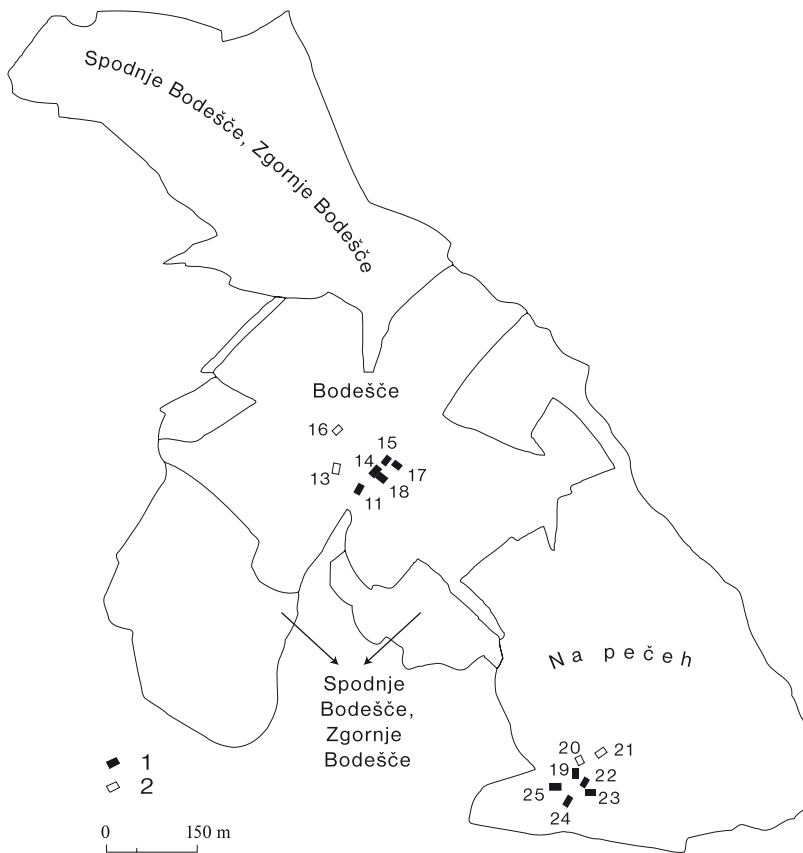 Spodnje Bodešče, Zgornje Bodešče
Bodešče
16
15
14
13
17
18
11
Na pečeh
Spodnje
Bodešče,
Zgornje
Bodešče
20
21
19
22
25
23
24
1
2
0
150 m